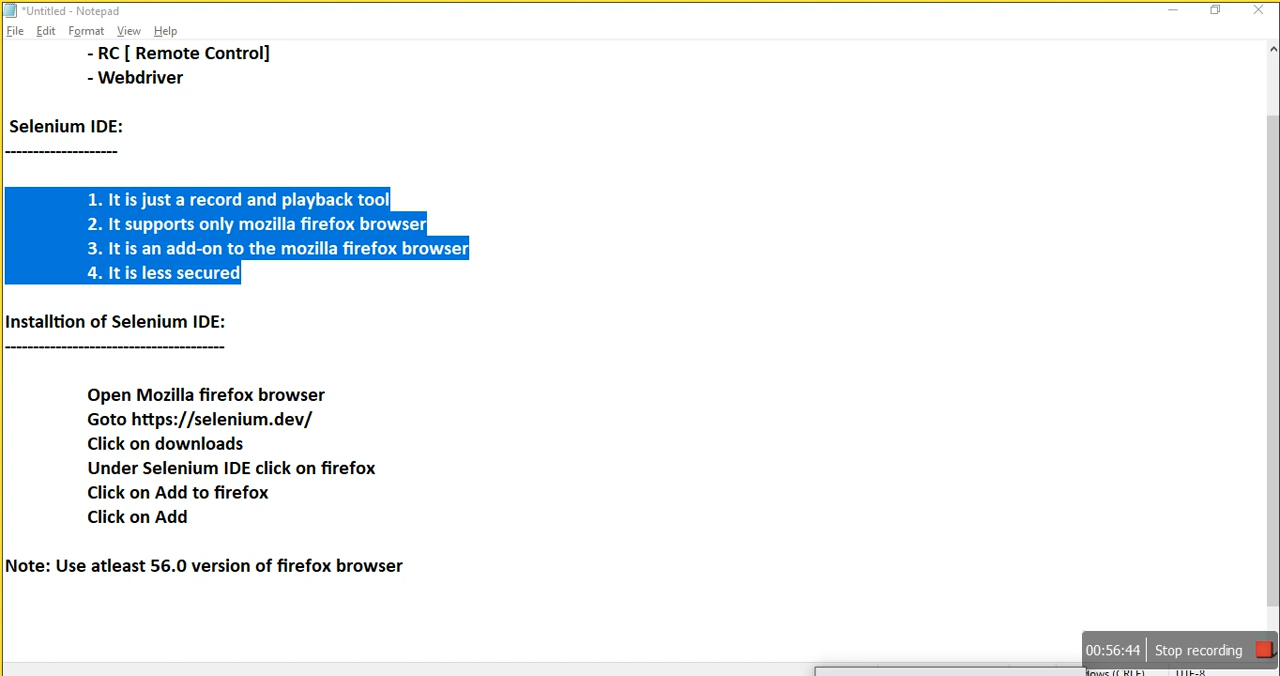 *Untitled - Notepad
File Edit Format View Help
- RC [ Remote Control]
- Webdriver
Selenium IDE:
--------------------
1. It is just a record and playback tool
2. It supports only mozilla firefox browser
3. It is an add-on to the mozilla firefox browser
4. It is less secured
Installtion of Selenium IDE:
---------------------------------------
Open Mozilla firefox browser
Goto https://selenium.dev/
Click on downloads
Under Selenium IDE click on firefox
Click on Add to firefox
Click on Add
Note: Use atleast 56.0 version of firefox browser
00:56:44 Stop recording
(CRLF) UTF-8